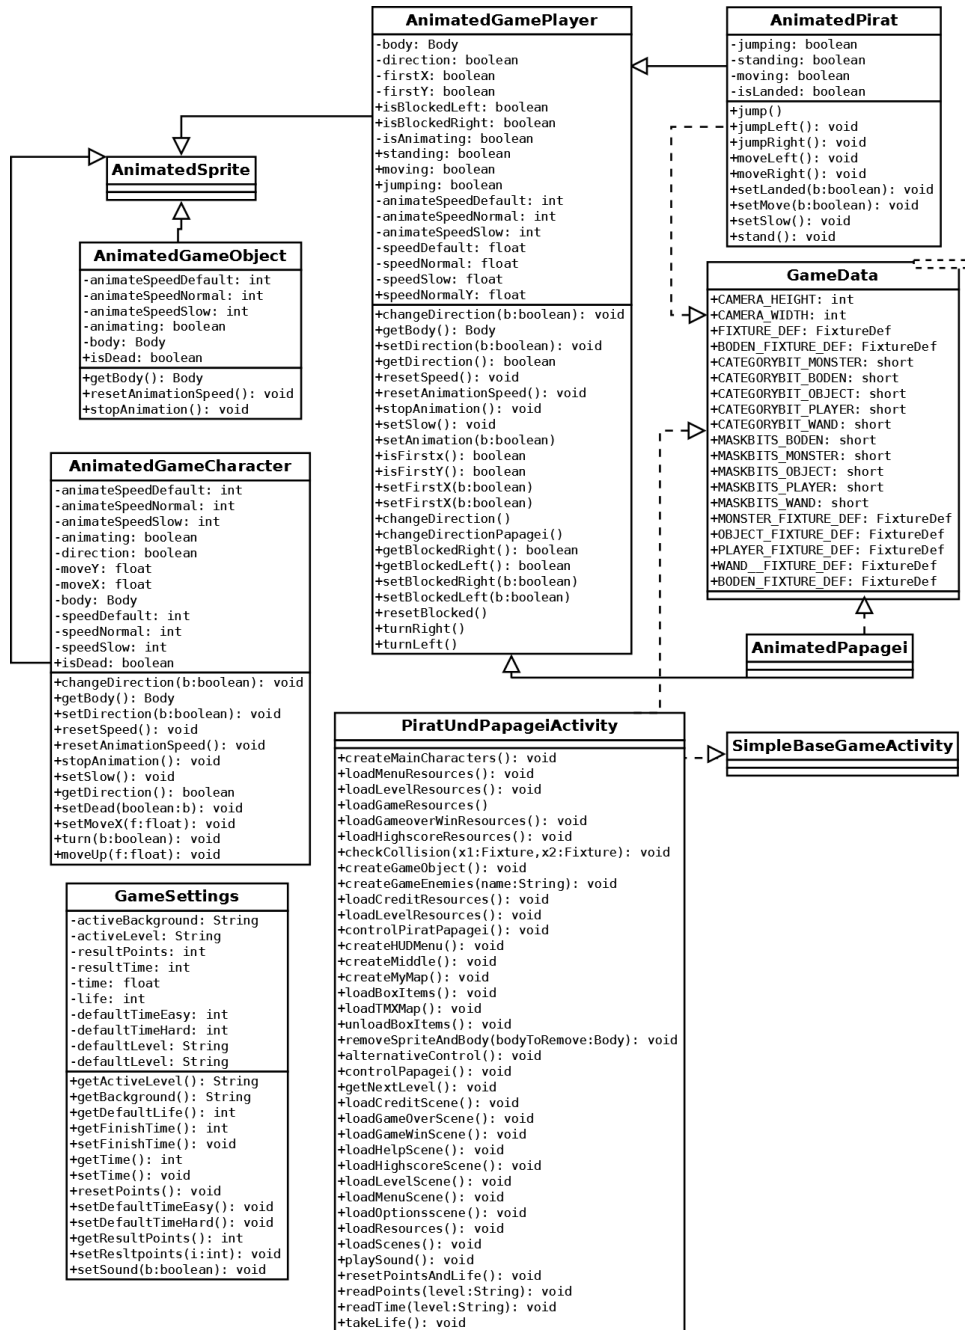 AnimatedGamePlayer
-body: Body
-direction: boolean
-firstX: boolean
-firstY: boolean
+isBlockedLeft: boolean
+isBlockedRight: boolean
-isAnimating: boolean
+standing: boolean
+moving: boolean
+jumping: boolean
-animateSpeedDefault: int
-animateSpeedNormal: int
-animateSpeedSlow: int
-speedDefault: float
-speedNormal: float
-speedSlow: float
+speedNormalY: float
+changeDirection(b:boolean): void
+getBody(): Body
+setDirection(b:boolean): void
+getDirection(): boolean
+resetSpeed(): void
+resetAnimationSpeed(): void
+stopAnimation(): void
+setSlow(): void
+setAnimation(b:boolean)
+isFirstx(): boolean
+isFirstY(): boolean
+setFirstX(b:boolean)
+setFirstX(b:boolean)
+changeDirection()
+changeDirectionPapagei()
+getBlockedRight(): boolean
+getBlockedLeft(): boolean
+setBlockedRight(b:boolean)
+setBlockedLeft(b:boolean)
+resetBlocked()
+turnRight()
+turnLeft()
AnimatedPirat
-jumping: boolean
-standing: boolean
-moving: boolean
-isLanded: boolean
+jump()
+jumpLeft(): void
+jumpRight(): void
+moveLeft(): void
+moveRight(): void
+setLanded(b:boolean): void
+setMove(b:boolean): void
+setSlow(): void
+stand(): void
AnimatedSprite
AnimatedGameObject
-animateSpeedDefault: int
-animateSpeedNormal: int
-animateSpeedSlow: int
-animating: boolean
-body: Body
+isDead: boolean
+getBody(): Body
+resetAnimationSpeed(): void
+stopAnimation(): void
GameData
+CAMERA_HEIGHT: int
+CAMERA_WIDTH: int
+FIXTURE_DEF: FixtureDef
+BODEN_FIXTURE_DEF: FixtureDef
+CATEGORYBIT_MONSTER: short
+CATEGORYBIT_BODEN: short
+CATEGORYBIT_OBJECT: short
+CATEGORYBIT_PLAYER: short
+CATEGORYBIT_WAND: short
+MASKBITS_BODEN: short
+MASKBITS_MONSTER: short
+MASKBITS_OBJECT: short
+MASKBITS_PLAYER: short
+MASKBITS_WAND: short
+MONSTER_FIXTURE_DEF: FixtureDef
+OBJECT_FIXTURE_DEF: FixtureDef
+PLAYER_FIXTURE_DEF: FixtureDef
+WAND__FIXTURE_DEF: FixtureDef
+BODEN_FIXTURE_DEF: FixtureDef
AnimatedGameCharacter
-animateSpeedDefault: int
-animateSpeedNormal: int
-animateSpeedSlow: int
-animating: boolean
-direction: boolean
-moveY: float
-moveX: float
-body: Body
-speedDefault: int
-speedNormal: int
-speedSlow: int
+isDead: boolean
+changeDirection(b:boolean): void
+getBody(): Body
+setDirection(b:boolean): void
+resetSpeed(): void
+resetAnimationSpeed(): void
+stopAnimation(): void
+setSlow(): void
+getDirection(): boolean
+setDead(boolean:b): void
+setMoveX(f:float): void
+turn(b:boolean): void
+moveUp(f:float): void
AnimatedPapagei
PiratUndPapageiActivity
+createMainCharacters(): void
+loadMenuResources(): void
+loadLevelResources(): void
+loadGameResources()
+loadGameoverWinResources(): void
+loadHighscoreResources(): void
+checkCollision(x1:Fixture,x2:Fixture): void
+createGameObject(): void
+createGameEnemies(name:String): void
+loadCreditResources(): void
+loadLevelResources(): void
+controlPiratPapagei(): void
+createHUDMenu(): void
+createMiddle(): void
+createMyMap(): void
+loadBoxItems(): void
+loadTMXMap(): void
+unloadBoxItems(): void
+removeSpriteAndBody(bodyToRemove:Body): void
+alternativeControl(): void
+controlPapagei(): void
+getNextLevel(): void
+loadCreditScene(): void
+loadGameOverScene(): void
+loadGameWinScene(): void
+loadHelpScene(): void
+loadHighscoreScene(): void
+loadLevelScene(): void
+loadMenuScene(): void
+loadOptionsscene(): void
+loadResources(): void
+loadScenes(): void
+playSound(): void
+resetPointsAndLife(): void
+readPoints(level:String): void
+readTime(level:String): void
+takeLife(): void
SimpleBaseGameActivity
GameSettings
-activeBackground: String
-activeLevel: String
-resultPoints: int
-resultTime: int
-time: float
-life: int
-defaultTimeEasy: int
-defaultTimeHard: int
-defaultLevel: String
-defaultLevel: String
+getActiveLevel(): String
+getBackground(): String
+getDefaultLife(): int
+getFinishTime(): int
+setFinishTime(): void
+getTime(): int
+setTime(): void
+resetPoints(): void
+setDefaultTimeEasy(): void
+setDefaultTimeHard(): void
+getResultPoints(): int
+setResltpoints(i:int): void
+setSound(b:boolean): void